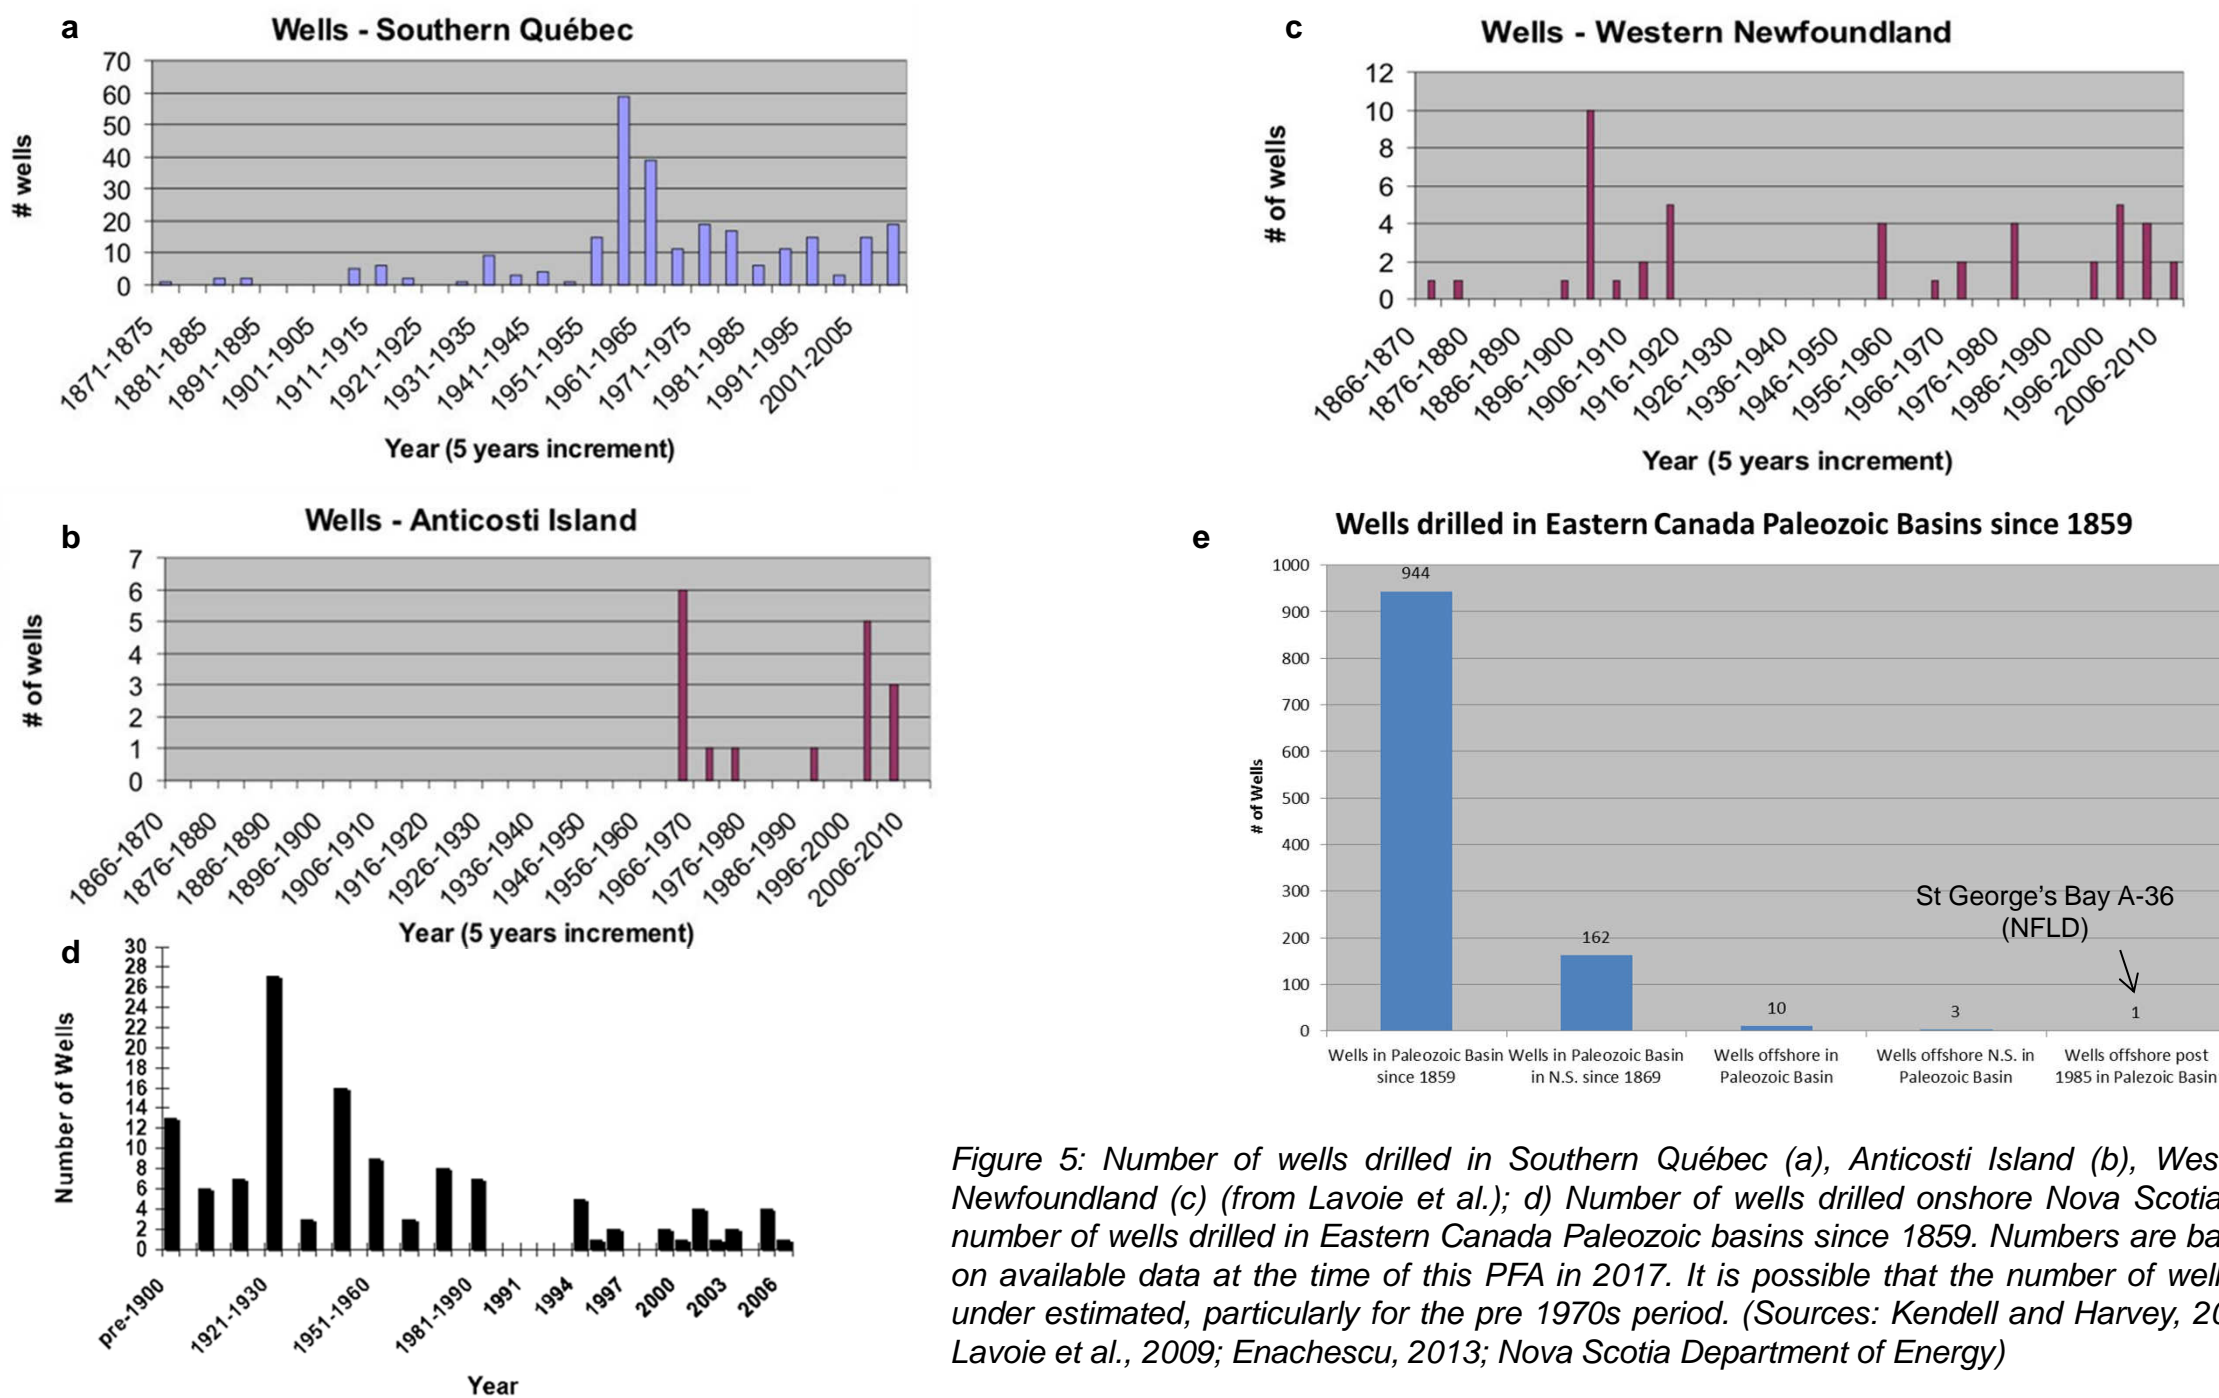 a
Wells - Southern Québec
# wells
70
60
50
40
30
20
10
0
1871-1875
1881-1885
1891-1895
1901-1905
1911-1915
1921-1925
1931-1935
1941-1945
1951-1955
1961-1965
1971-1975
1981-1985
1991-1995
2001-2005
Year (5 years increment)
b
Wells - Anticosti Island
# of wells
7
6
5
4
3
2
1
0
1866-1870
1876-1880
1886-1890
1896-1900
1906-1910
1916-1920
1926-1930
1936-1940
1946-1950
1956-1960
1966-1970
1976-1980
1986-1990
1996-2000
2006-2010
Year (5 years increment)
c
Wells - Western Newfoundland
# of wells
12
10
8
6
4
2
0
1866-1870
1876-1880
1886-1890
1896-1900
1906-1910
1916-1920
1926-1930
1936-1940
1946-1950
1956-1960
1966-1970
1976-1980
1986-1990
1996-2000
2006-2010
Year (5 years increment)
d
Number of Wells
30
28
26
24
22
20
18
16
14
12
10
8
6
4
2
0
pre-1900
1921-1930
1951-1960
1981-1990
1991
1994
1997
2000
2003
2006
Year
e
Wells drilled in Eastern Canada Paleozoic Basins since 1859
# of Wells
1000
900
800
700
600
500
400
300
200
100
0
944
162
10
3
1
St George's Bay A-36
(NFLD)
Wells in Paleozoic Basin
since 1859
Wells in Paleozoic Basin
in N.S. since 1869
Wells offshore in
Paleozoic Basin
Wells offshore N.S. in
Paleozoic Basin
Wells offshore post
1985 in Palezoic Basin
Figure 5: Number of wells drilled in Southern Québec (a), Anticosti Island (b), Wes
Newfoundland (c) (from Lavoie et al.); d) Number of wells drilled onshore Nova Scotia
number of wells drilled in Eastern Canada Paleozoic basins since 1859. Numbers are ba
on available data at the time of this PFA in 2017. It is possible that the number of well
under estimated, particularly for the pre 1970s period. (Sources: Kendell and Harvey, 20
Lavoie et al., 2009; Enachescu, 2013; Nova Scotia Department of Energy)